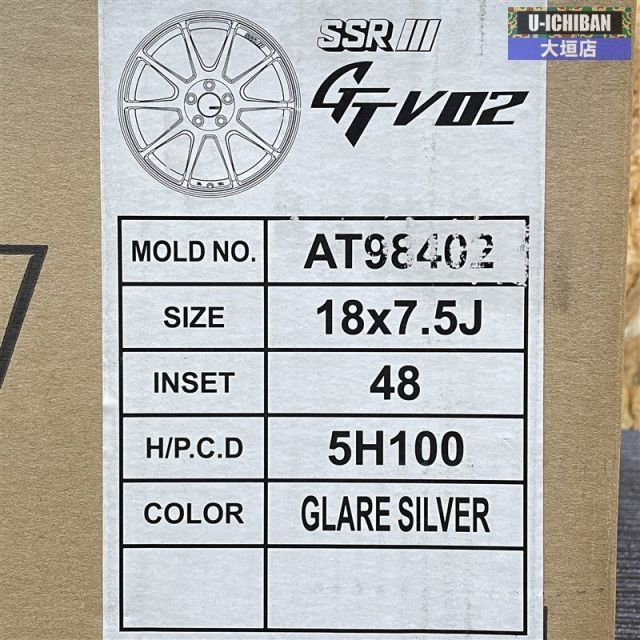 U-ICHIBAN
大垣店
SSR
GTV02
MOLD NO. AT98402
SIZE 18x7.5J
INSET 48
H/P.C.D 5H100
COLOR GLARE SILVER